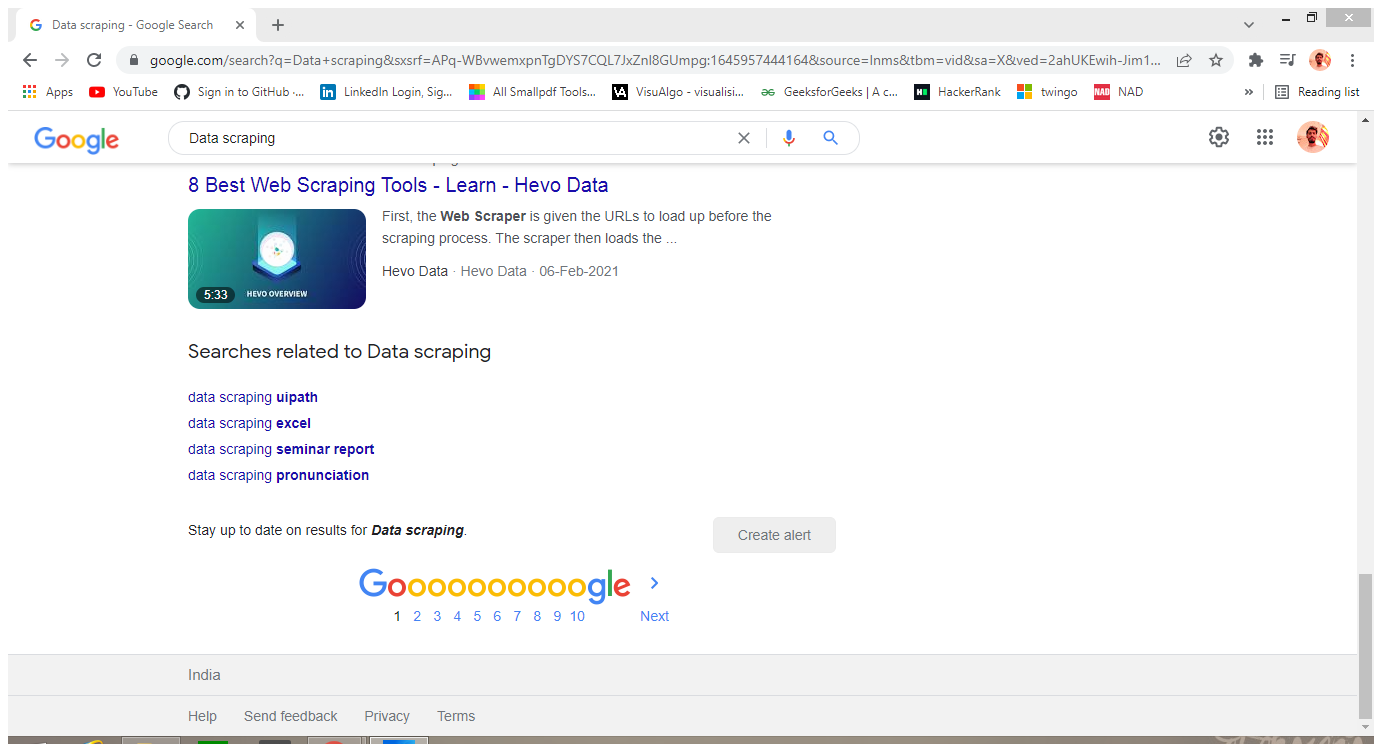 Data scraping - Google Search
google.com/search?q=Data+scraping&sxsrf=APq-WBvwemxpnTgDYS7CQL7JxZnI8GUmpg:1645957444164&source=lnms&tbm=vid&sa=X&ved=2ahUKEwih-Jim1...
Apps YouTube Sign in to GitHub ·... LinkedIn Login, Sig... All Smallpdf Tools... VisuAlgo - visualisi... GeeksforGeeks | A c... HackerRank twingo NAD NAD » Reading list
Google Data scraping
8 Best Web Scraping Tools - Learn - Hevo Data
First, the Web Scraper is given the URLs to load up before the
scraping process. The scraper then loads the ...
Hevo Data · Hevo Data · 06-Feb-2021
HEVO OVERVIEW
5:33
Searches related to Data scraping
data scraping uipath
data scraping excel
data scraping seminar report
data scraping pronunciation
Stay up to date on results for Data scraping.
Create alert
Goooooooooogle >
1 2 3 4 5 6 7 8 9 10 Next
India
Help Send feedback Privacy Terms